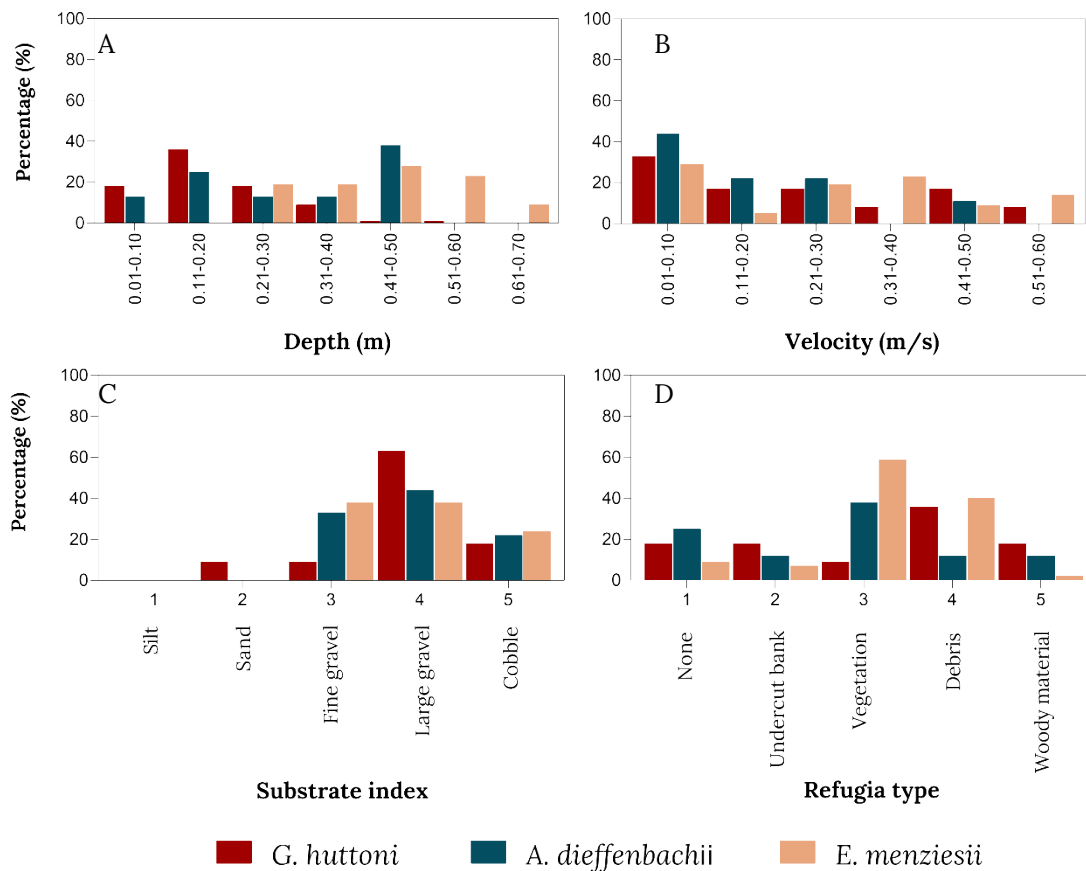 A
B
Percentage (%)
100
80
60
40
20
0
0.01-0.10
0.11-0.20
0.21-0.30
0.31-0.40
0.41-0.50
0.51-0.60
0.61-0.70
Depth (m)
100
80
60
40
20
0
0.01-0.10
0.11-0.20
0.21-0.30
0.31-0.40
0.41-0.50
0.51-0.60
Velocity (m/s)
C
D
Percentage (%)
100
80
60
40
20
0
1
2
3
4
5
Silt
Sand
Fine gravel
Large gravel
Cobble
Substrate index
100
80
60
40
20
0
1
2
3
4
5
None
Undercut bank
Vegetation
Debris
Woody material
Refugia type
G. huttoni
A. dieffenbachii
E. menziesii